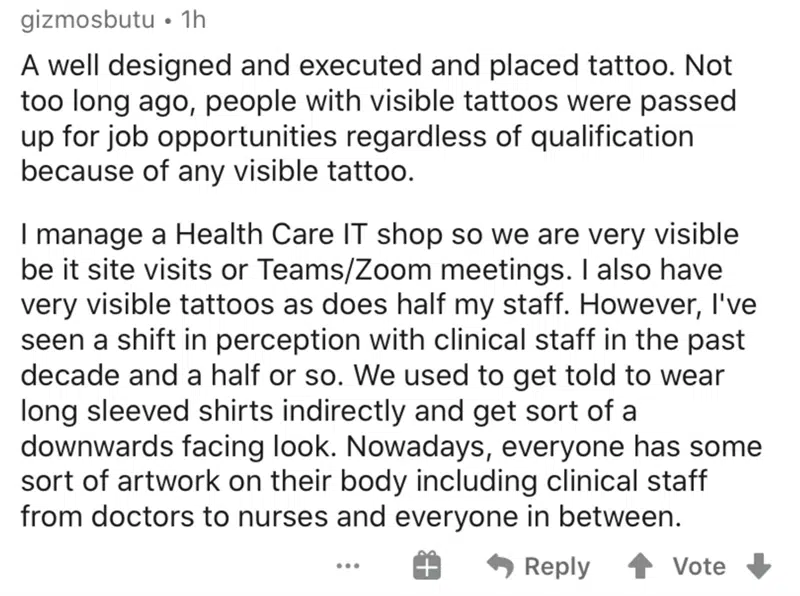 gizmosbutu • 1h
A well designed and executed and placed tattoo. Not
too long ago, people with visible tattoos were passed
up for job opportunities regardless of qualification
because of any visible tattoo.
I manage a Health Care IT shop so we are very visible
be it site visits or Teams/Zoom meetings. I also have
very visible tattoos as does half my staff. However, I've
seen a shift in perception with clinical staff in the past
decade and a half or so. We used to get told to wear
long sleeved shirts indirectly and get sort of a
downwards facing look. Nowadays, everyone has some
sort of artwork on their body including clinical staff
from doctors to nurses and everyone in between.
... Reply Vote